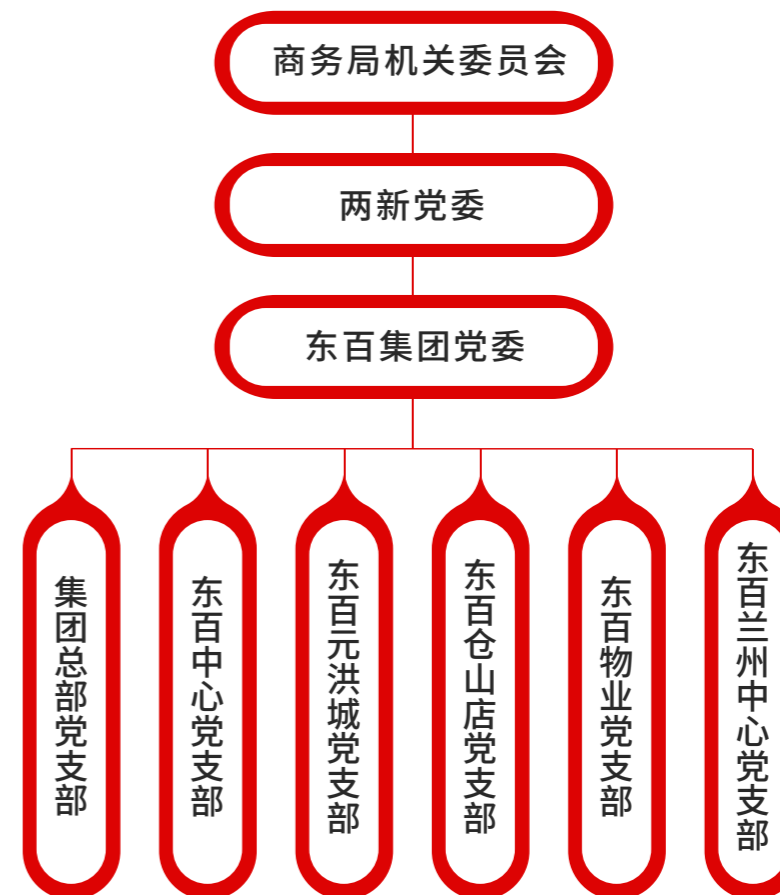 商务局机关委员会
两新党委
东百集团党委
集团总部党支部
东百中心党支部
东百元洪城党支部
东百仓山店党支部
东百物业党支部
东百兰州中心党支部